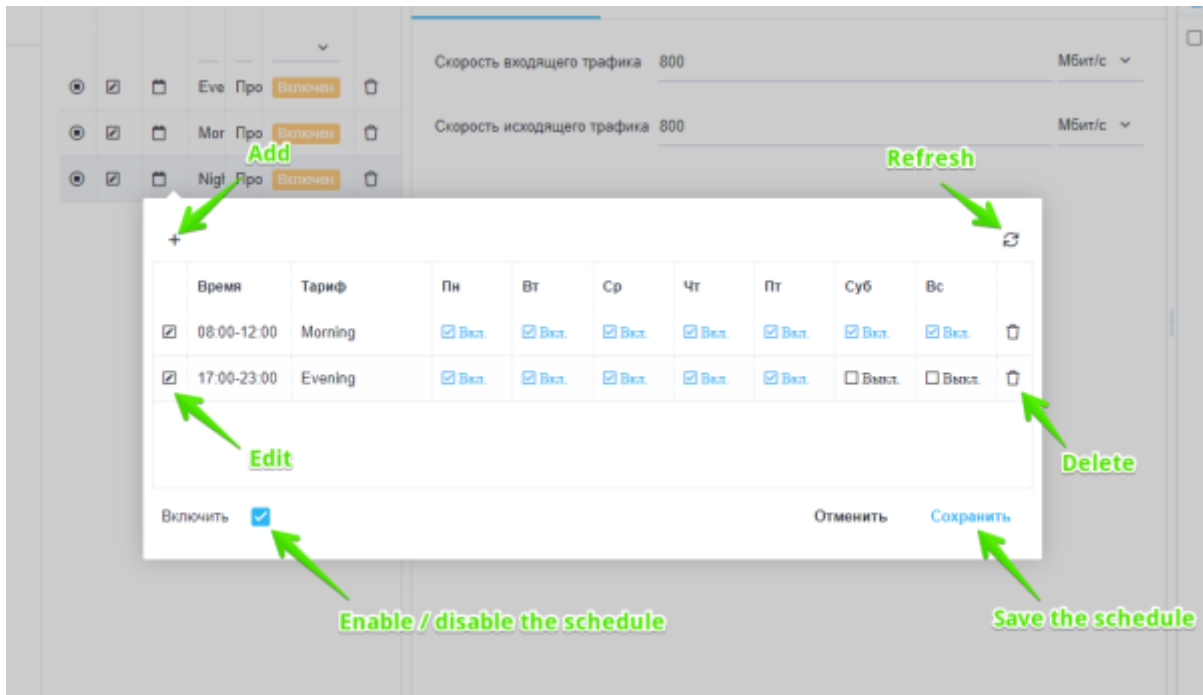 Скорость входящего трафика 800 Мбит/с
Eve Про Включен
Mor Про Включен
Скорость исходящего трафика 800 Мбит/с
Add
Refresh
Nigh Про Включен
+
Время Тариф Пн Вт Ср Чт Пт Суб Вс
08:00-12:00 Morning Вкл. Вкл. Вкл. Вкл. Вкл. Вкл. Вкл.
17:00-23:00 Evening Вкл. Вкл. Вкл. Вкл. Вкл. Выкл. Выкл.
Edit
Delete
Включить Отменить Сохранить
Enable / disable the schedule
Save the schedule